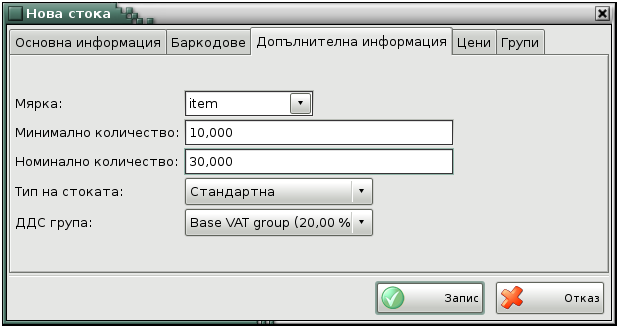 Нова стока
Основна информация Баркодове Допълнителна информация Цени Групи
Мярка: item
Минимално количество: 10,000
Номинално количество: 30,000
Тип на стоката: Стандартна
ДДС група: Base VAT group (20,00 %
Запис Отказ